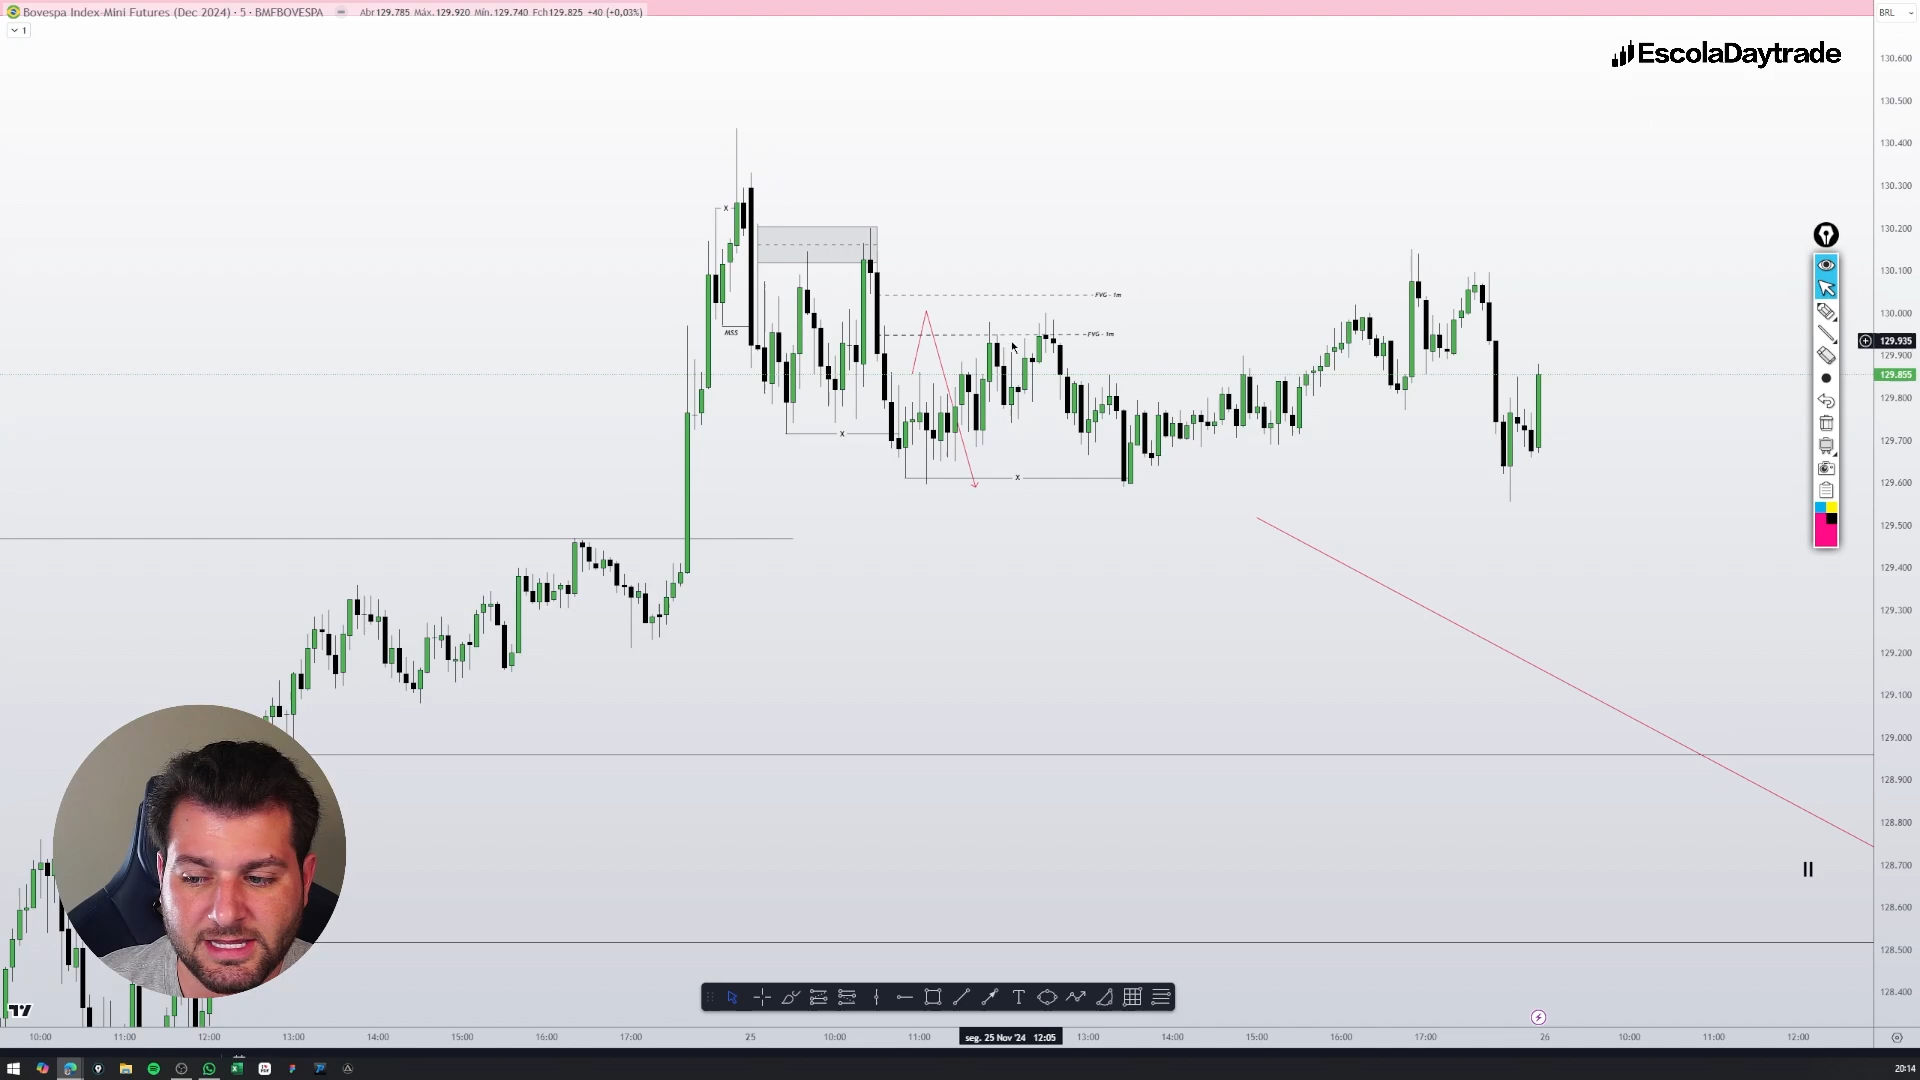 Bovespa Index-Mini Futures (Dec 2024) · 5 · BMFBOVESPA Abr129.785 Máx.129.920 Mín.129.740 Fch129.825 +40 (+0,03%)
BRL
1
EscolaDaytrade
130.600
130.500
130.400
130.300
130.200
130.100
130.000
129.935
129.900
129.855
129.800
129.700
129.600
129.500
129.400
129.300
129.200
129.100
129.000
128.900
128.800
128.700
128.600
128.500
128.400
X
MSS
FVG - 1m
FVG - 1m
X
X
10:00 11:00 12:00 13:00 14:00 15:00 16:00 17:00 25 10:00 11:00 seg. 25 Nov '24 12:05 13:00 14:00 15:00 16:00 17:00 26 10:00 11:00 12:00
20:14